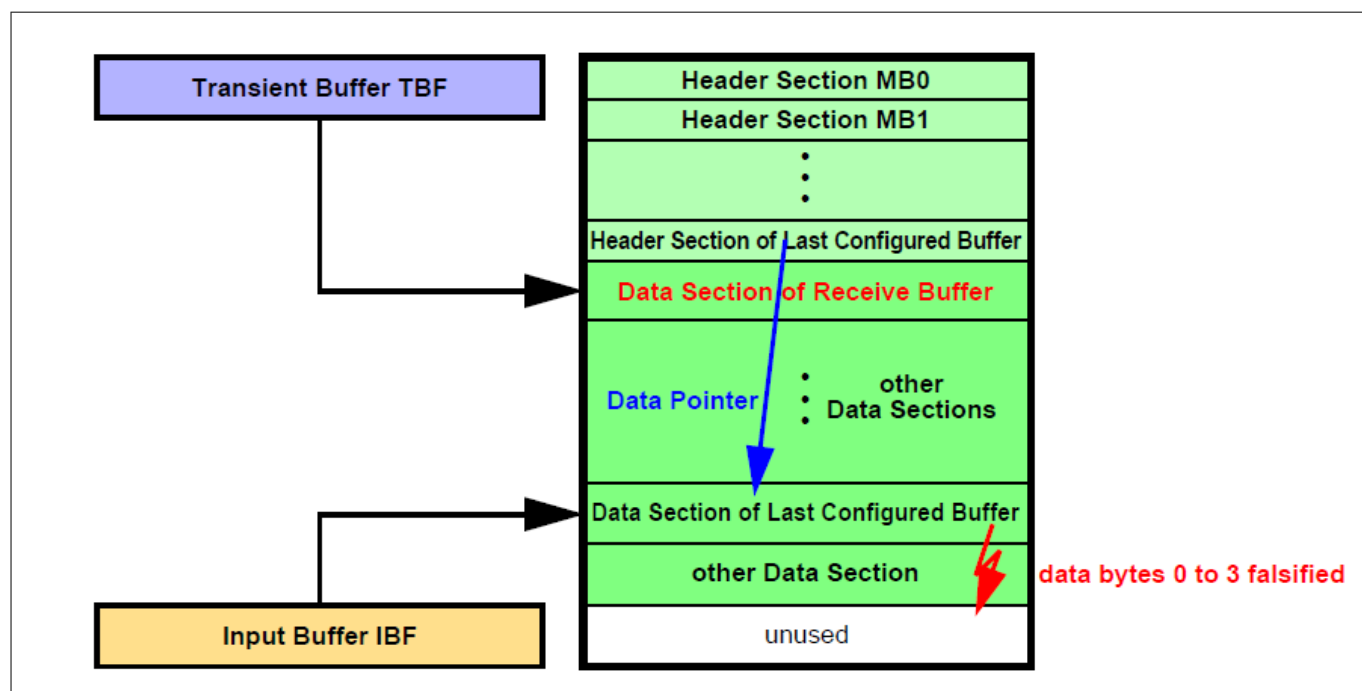 Transient Buffer TBF
Header Section MB0
Header Section MB1
Header Section of Last Configured Buffer
Data Section of Receive Buffer
Data Pointer
other
Data Sections
Data Section of Last Configured Buffer
other Data Section
data bytes 0 to 3 falsified
Input Buffer IBF
unused